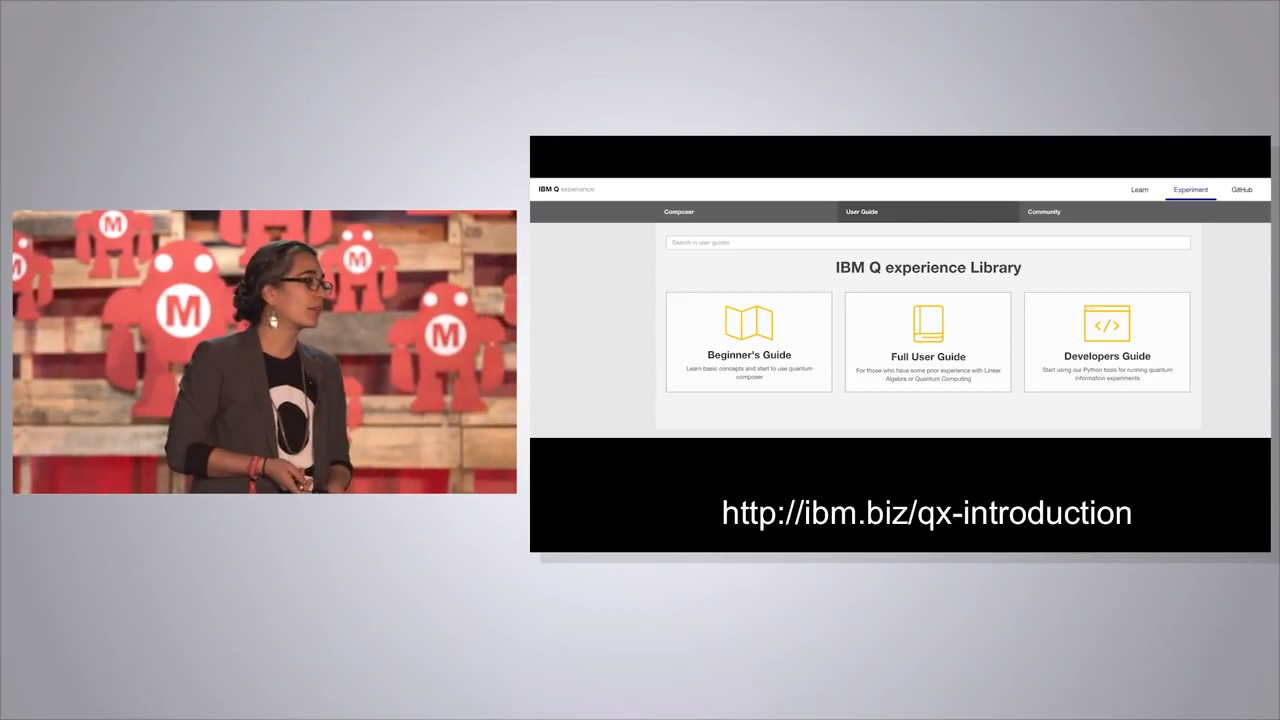 M
M
M
M
M
IBM Q experience
Learn
Experiment
GitHub
Composer
User Guide
Community
Search in user guides
IBM Q experience Library
Beginner's Guide
Learn basic concepts and start to use quantum
composer
Full User Guide
For those who have some prior experience with Linear
Algebra or Quantum Computing
Developers Guide
Start using our Python tools for running quantum
information experiments
http://ibm.biz/qx-introduction